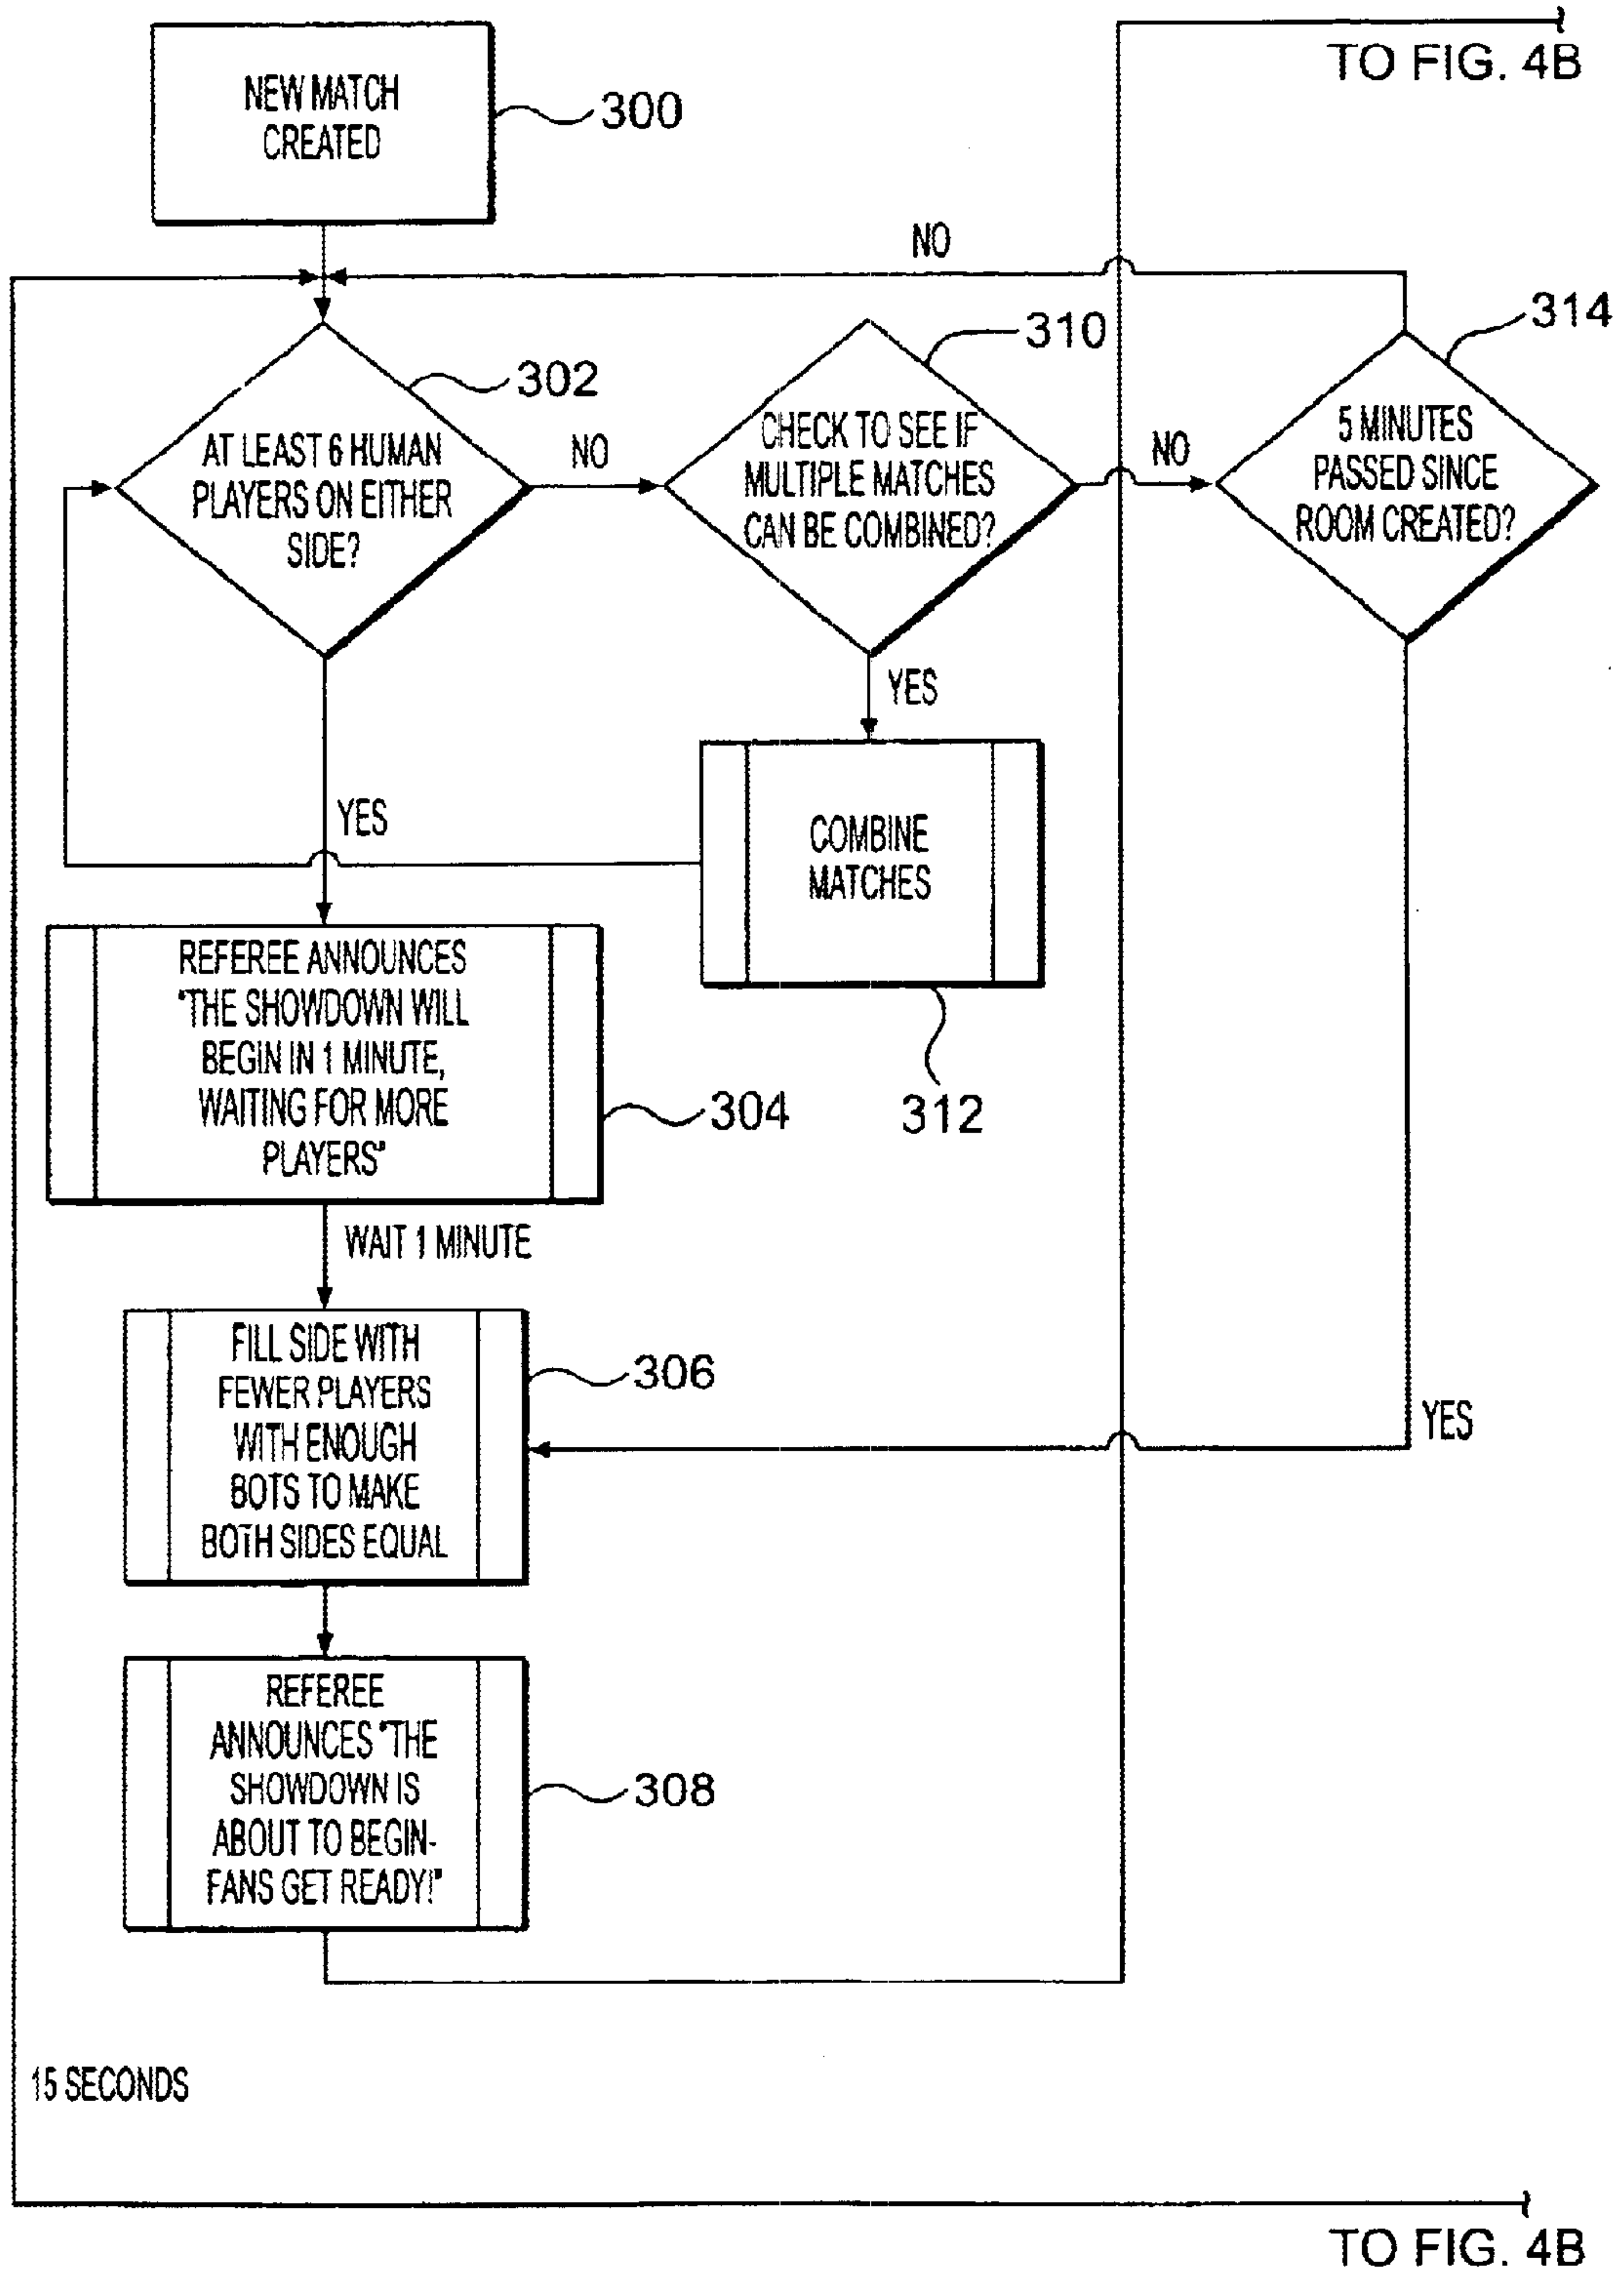 TO FIG. 4B
NEW MATCH
CREATED
300
NO
314
310
302
AT LEAST 6 HUMAN
PLAYERS ON EITHER
SIDE?
NO
CHECK TO SEE IF
MULTIPLE MATCHES
CAN BE COMBINED?
NO
5 MINUTES
PASSED SINCE
ROOM CREATED?
YES
YES
COMBINE
MATCHES
312
REFEREE ANNOUNCES
"THE SHOWDOWN WILL
BEGIN IN 1 MINUTE,
WAITING FOR MORE
PLAYERS"
304
WAIT 1 MINUTE
FILL SIDE WITH
FEWER PLAYERS
WITH ENOUGH
BOTS TO MAKE
BOTH SIDES EQUAL
306
YES
REFEREE
ANNOUNCES "THE
SHOWDOWN IS
ABOUT TO BEGIN-
FANS GET READY!"
308
15 SECONDS
TO FIG. 4B